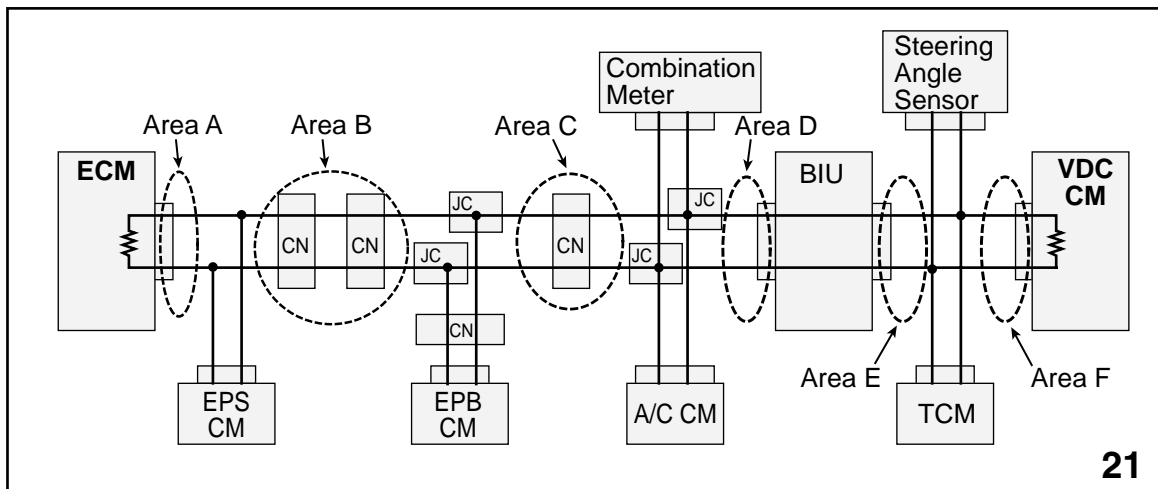 Combination
Meter
Steering
Angle
Sensor
Area A
Area B
Area C
Area D
ECM
BIU
VDC
CM
JC
JC
CN
CN
CN
JC
JC
CN
Area E
Area F
EPS
CM
EPB
CM
A/C CM
TCM
21